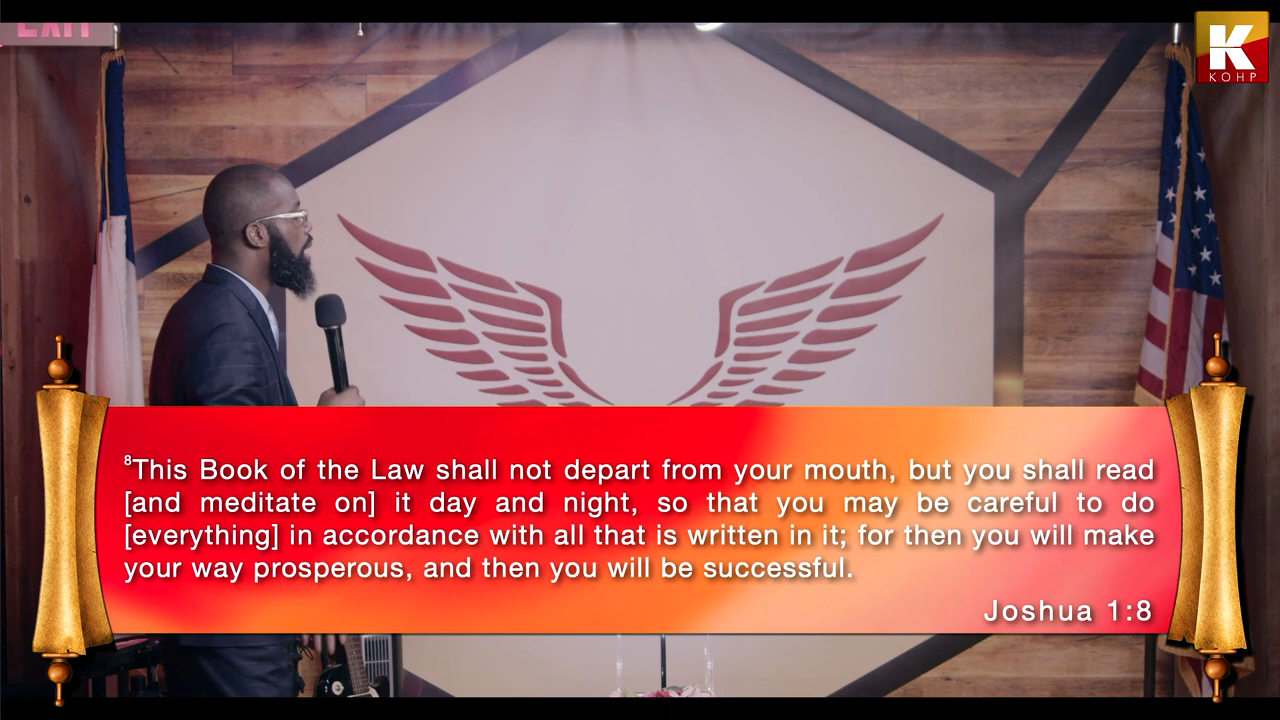 EXIT
K
KOHP
⁸This Book of the Law shall not depart from your mouth, but you shall read
[and meditate on] it day and night, so that you may be careful to do
[everything] in accordance with all that is written in it; for then you will make
your way prosperous, and then you will be successful.
Joshua 1:8